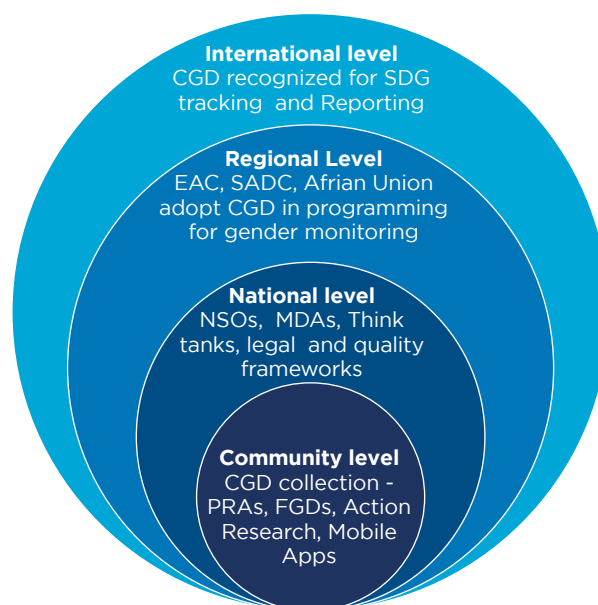 International level
CGD recognized for SDG
tracking and Reporting
Regional Level
EAC, SADC, Afrian Union
adopt CGD in programming
for gender monitoring
National level
NSOs, MDAs, Think
tanks, legal and quality
frameworks
Community level
CGD collection -
PRAs, FGDs, Action
Research, Mobile
Apps